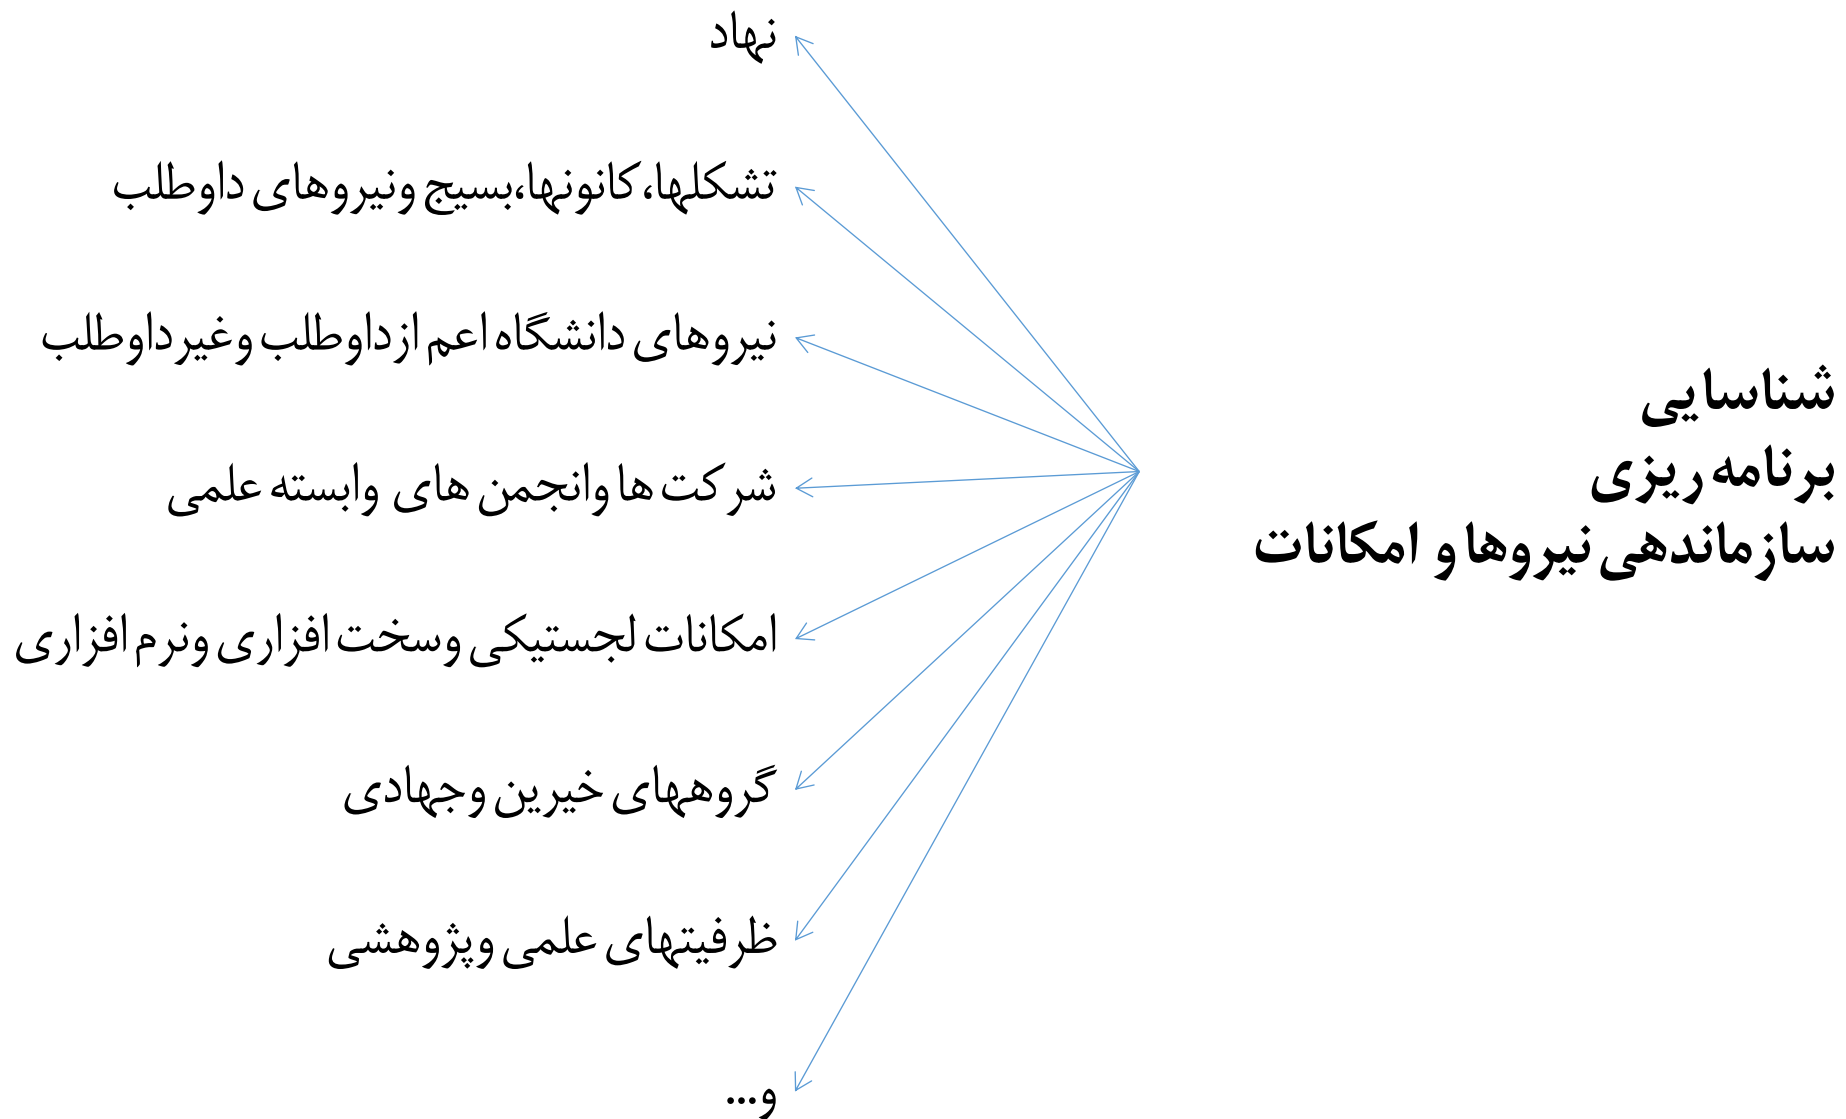 شناسایی
برنامه ریزی
سازماندهی نیروها و امکانات
نهاد
تشکلها،کانونها،بسیج ونیروهای داوطلب
نیروهای دانشگاه اعم ازداوطلب وغیرداوطلب
شرکت ها وانجمن های وابسته علمی
امکانات لجستیکی وسخت افزاری ونرم افزاری
گروههای خیرین وجهادی
ظرفیتهای علمی وپژوهشی
و...